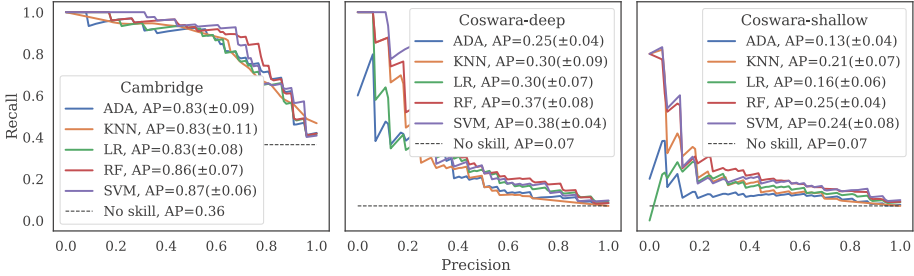 Recall
1.0
0.8
0.6
0.4
0.2
0.0
Cambridge
ADA, AP=0.83(±0.09)
KNN, AP=0.83(±0.11)
LR, AP=0.83(±0.08)
RF, AP=0.86(±0.07)
SVM, AP=0.87(±0.06)
No skill, AP=0.36
0.0 0.2 0.4 0.6 0.8 1.0
Coswara-deep
ADA, AP=0.25(±0.04)
KNN, AP=0.30(±0.09)
LR, AP=0.30(±0.07)
RF, AP=0.37(±0.08)
SVM, AP=0.38(±0.04)
No skill, AP=0.07
0.0 0.2 0.4 0.6 0.8 1.0
Coswara-shallow
ADA, AP=0.13(±0.04)
KNN, AP=0.21(±0.07)
LR, AP=0.16(±0.06)
RF, AP=0.25(±0.04)
SVM, AP=0.24(±0.08)
No skill, AP=0.07
0.0 0.2 0.4 0.6 0.8 1.0
Precision